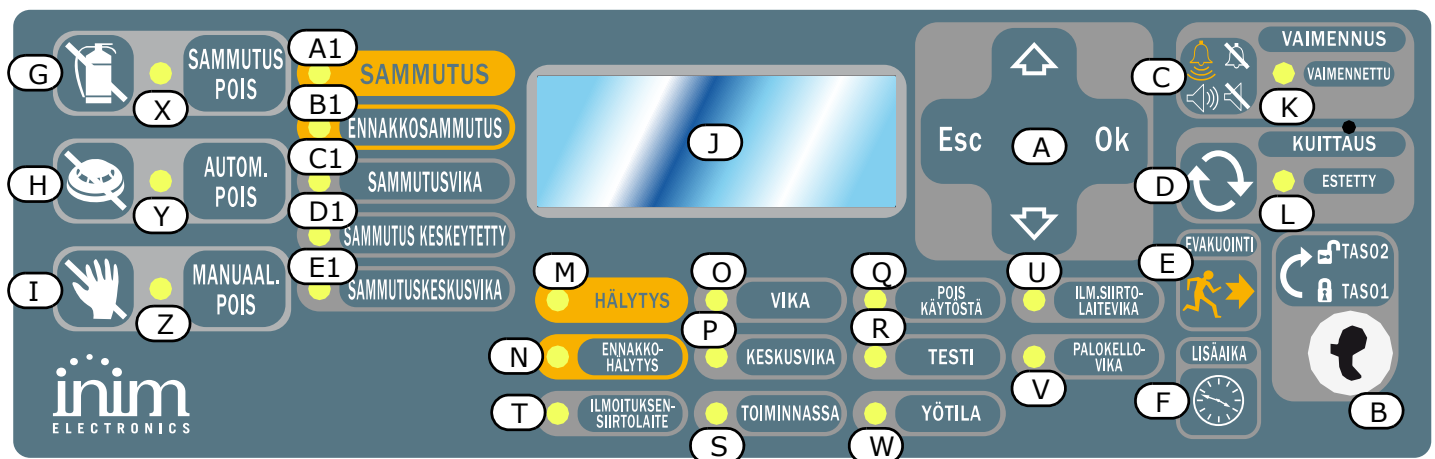 G
X
SAMMUTUS
POIS
H
Y
AUTOM.
POIS
I
Z
MANUAAL.
POIS
inim
ELECTRONICS
A1
SAMMUTUS
B1
ENNAKKOSAMMUTUS
C1
SAMMUTUSVIKA
D1
SAMMUTUS KESKEYTETTY
E1
SAMMUTUSKESKUSVIKA
J
Esc
A
Ok
C
VAIMENNUS
VAIMENNETTU
K
D
KUITTAUS
ESTETTY
L
M
HÄLYTYS
O
VIKA
Q
POIS
KÄYTÖSTÄ
U
ILM.SIIRTO-
LAITEVIKA
N
ENNAKKO-
HÄLYTYS
P
KESKUSVIKA
R
TESTI
V
PALOKELLO-
VIKA
T
ILMOITUKSEN-
SIIRTOLAITE
S
TOIMINNASSA
W
YÖTILA
EVAKUOINTI
E
LISÄAIKA
F
TASO2
TASO1
B